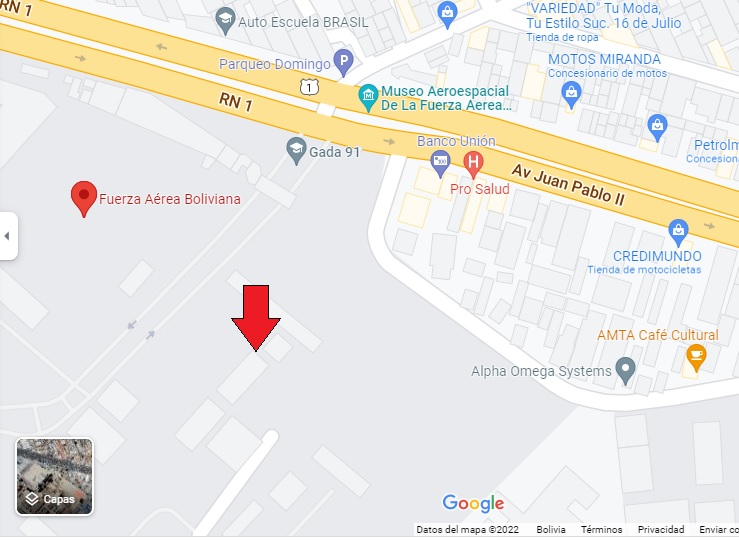 RN 1
Auto Escuela BRASIL
"VARIEDAD" Tu Moda,
Tu Estilo Suc. 16 de Julio
Tienda de ropa
Parqueo Domingo
P
MOTOS MIRANDA
Concesionario de motos
1
Museo Aeroespacial
De La Fuerza Aerea...
RN 1
Banco Unión
Gada 91
$100
H
Petrolm
Concesiona
Pro Salud
Av Juan Pablo II
Fuerza Aérea Boliviana
CREDIMUNDO
Tienda de motocicletas
AMTA Café Cultural
Alpha Omega Systems
Capas
Google
Datos del mapa ©2022 Bolivia Términos Privacidad Enviar co